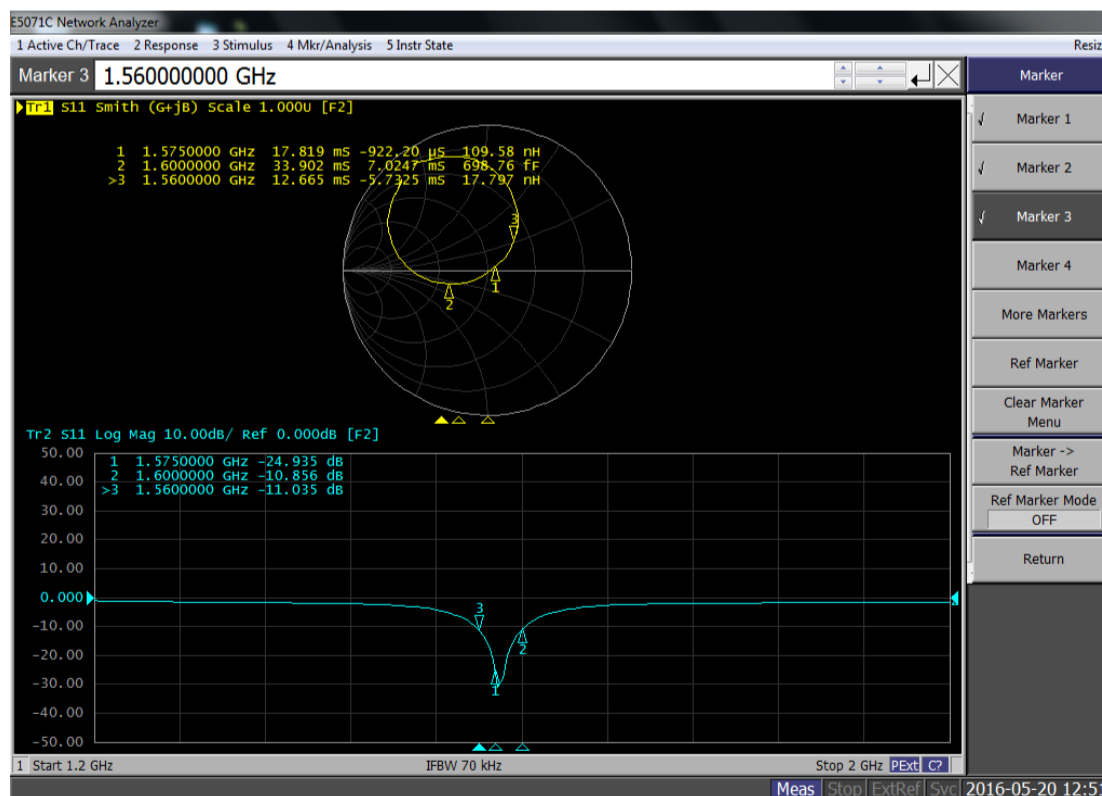 E5071C Network Analyzer
1 Active Ch/Trace 2 Response 3 Stimulus 4 Mkr/Analysis 5 Instr State Resiz
Marker 3 1.560000000 GHz
Marker
Tr1 S11 Smith (G+jB) Scale 1.000U [F2]
1 1.5750000 GHz 17.819 mS -922.20 µS 109.58 nH
2 1.6000000 GHz 33.902 mS 7.0247 mS 698.76 fF
>3 1.5600000 GHz 12.665 mS -5.7325 mS 17.797 nH
3
1
2
Tr2 S11 Log Mag 10.00dB/ Ref 0.000dB [F2]
1 1.5750000 GHz -24.935 dB
2 1.6000000 GHz -10.856 dB
>3 1.5600000 GHz -11.035 dB
50.00
40.00
30.00
20.00
10.00
0.000
-10.00
-20.00
-30.00
-40.00
-50.00
3
2
1
Marker 1
Marker 2
Marker 3
Marker 4
More Markers
Ref Marker
Clear Marker
Menu
Marker ->
Ref Marker
Ref Marker Mode
OFF
Return
1 Start 1.2 GHz IFBW 70 kHz Stop 2 GHz PExt C?
Meas Stop ExtRef Svc 2016-05-20 12:51